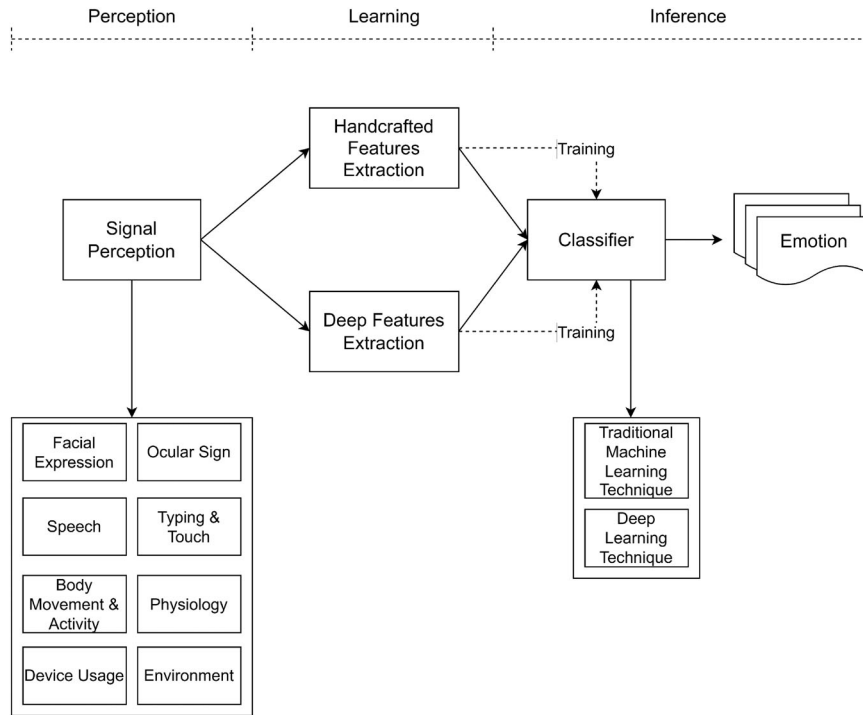 Perception
Learning
Inference
Handcrafted
Features
Extraction
Training
Signal
Perception
Classifier
Emotion
Deep Features
Extraction
Training
Facial
Expression
Ocular Sign
Speech
Typing &
Touch
Body
Movement &
Activity
Physiology
Device Usage
Environment
Traditional
Machine
Learning
Technique
Deep
Learning
Technique